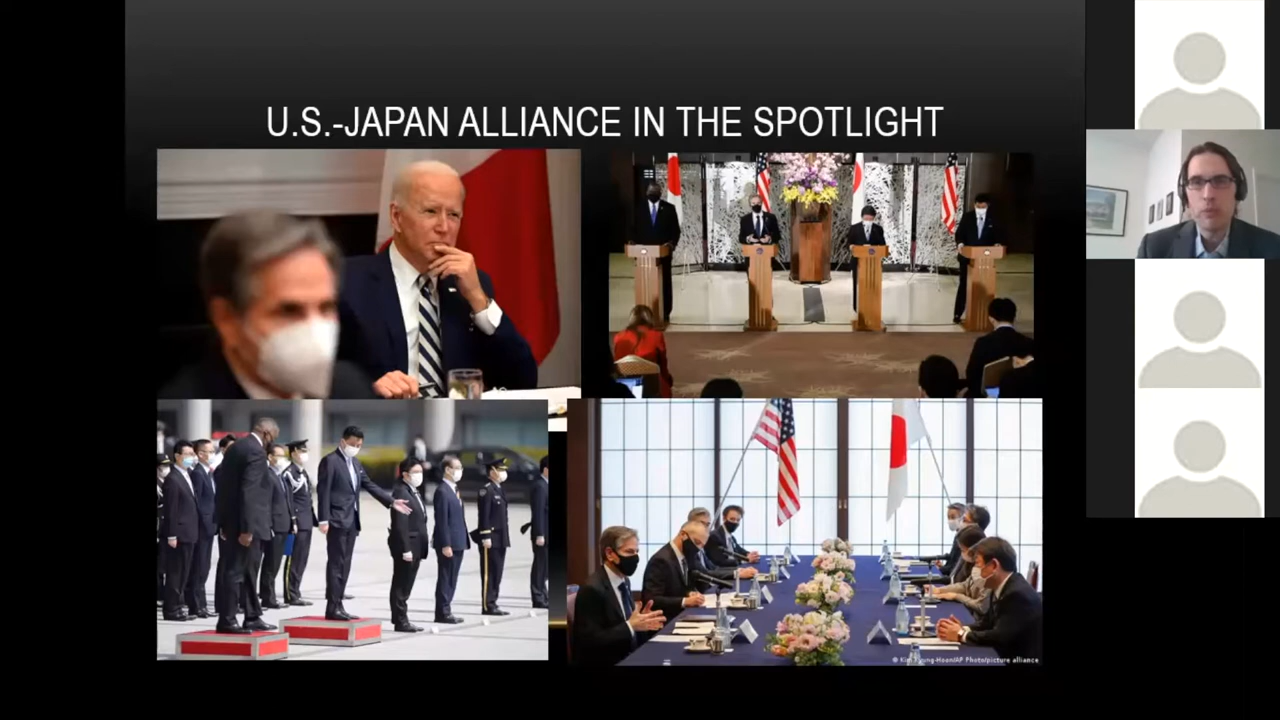 U.S.-JAPAN ALLIANCE IN THE SPOTLIGHT
© Kim Kyung-Hoon/AP Photo/picture alliance